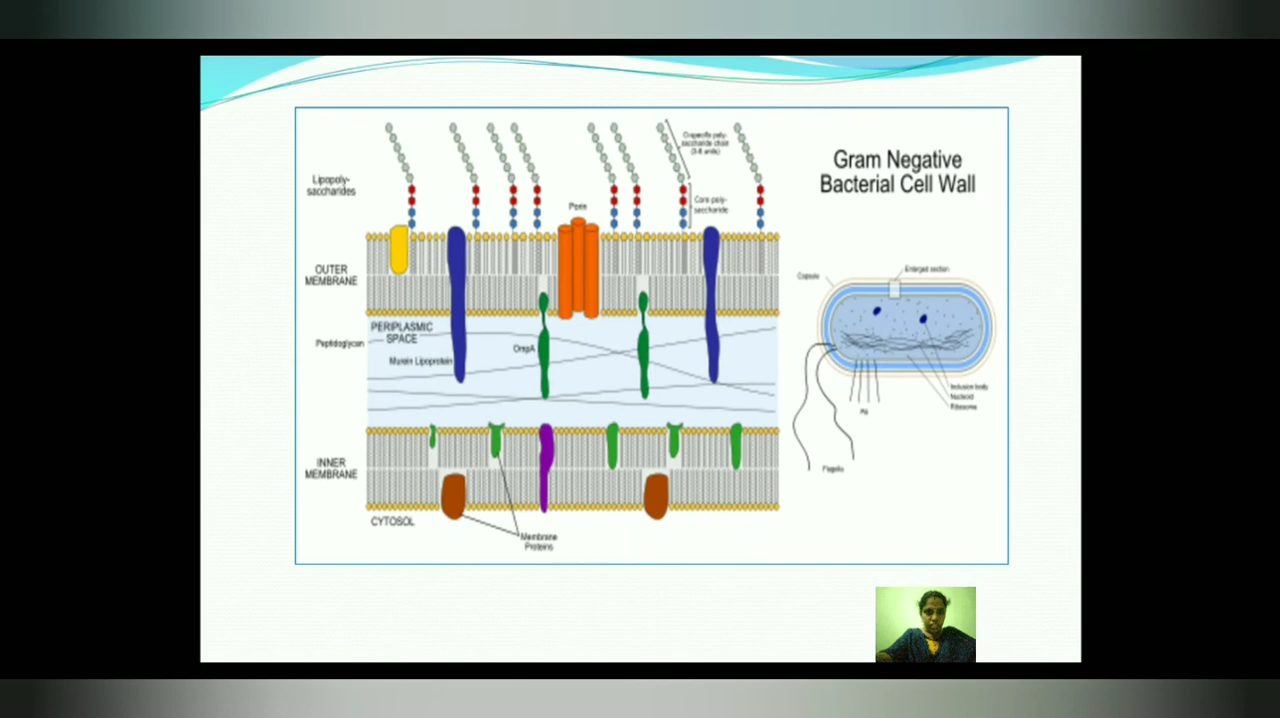 Gram Negative
Bacterial Cell Wall
Lipopoly-
saccharides
O-specific poly-
saccharide chain
(3-8 units)
Core poly-
saccharide
Porin
OUTER
MEMBRANE
PERIPLASMIC
SPACE
Peptidoglycan
Murein Lipoprotein
OmpA
INNER
MEMBRANE
CYTOSOL
Membrane
Proteins
Capsule
Enlarged section
Inclusion body
Nucleoid
Ribosome
Pili
Flagella